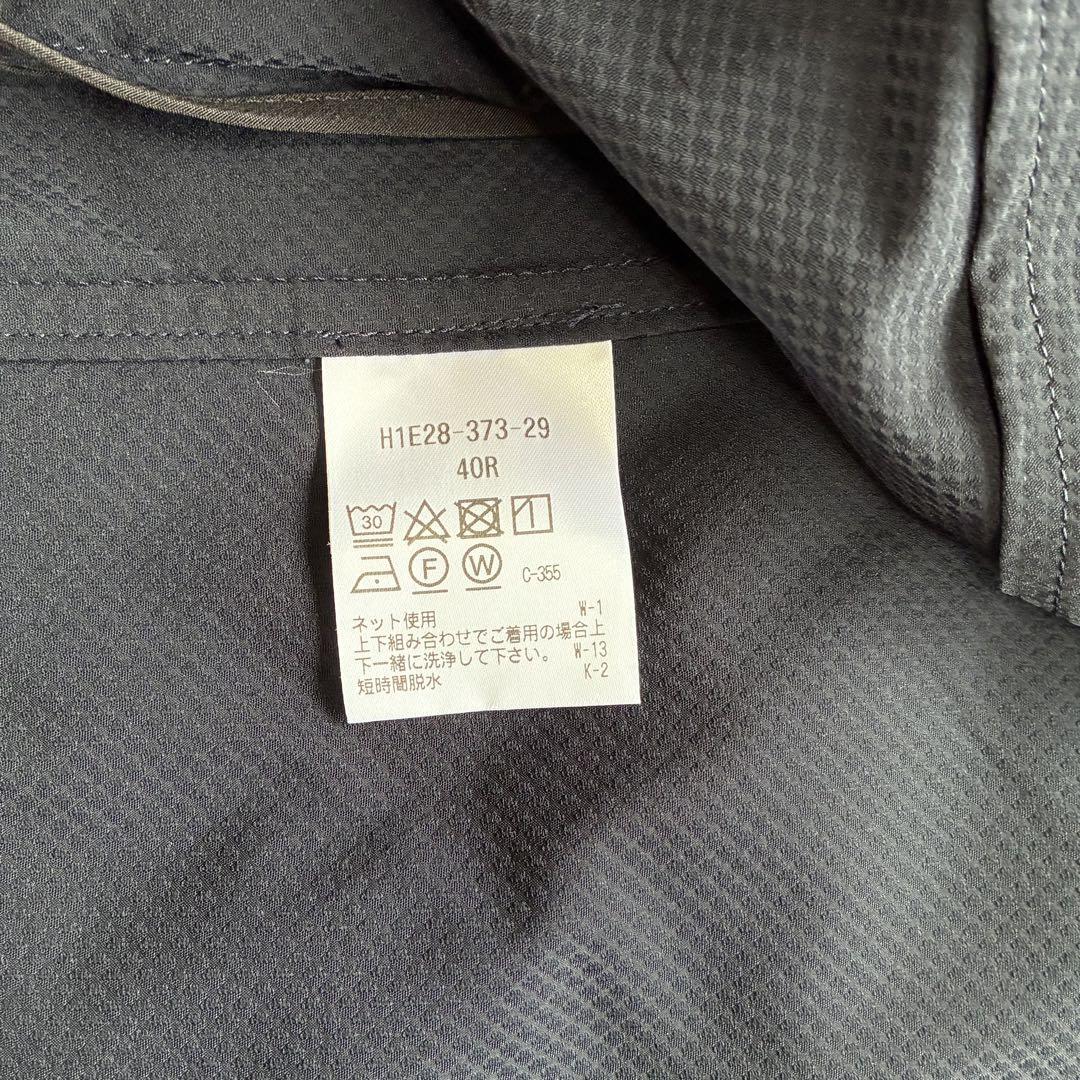 H1E28-373-29
40R
30
F W C-355
ネット使用 W-1
上下組み合わせでご着用の場合上
下一緒に洗浄して下さい。 W-13
短時間脱水 K-2